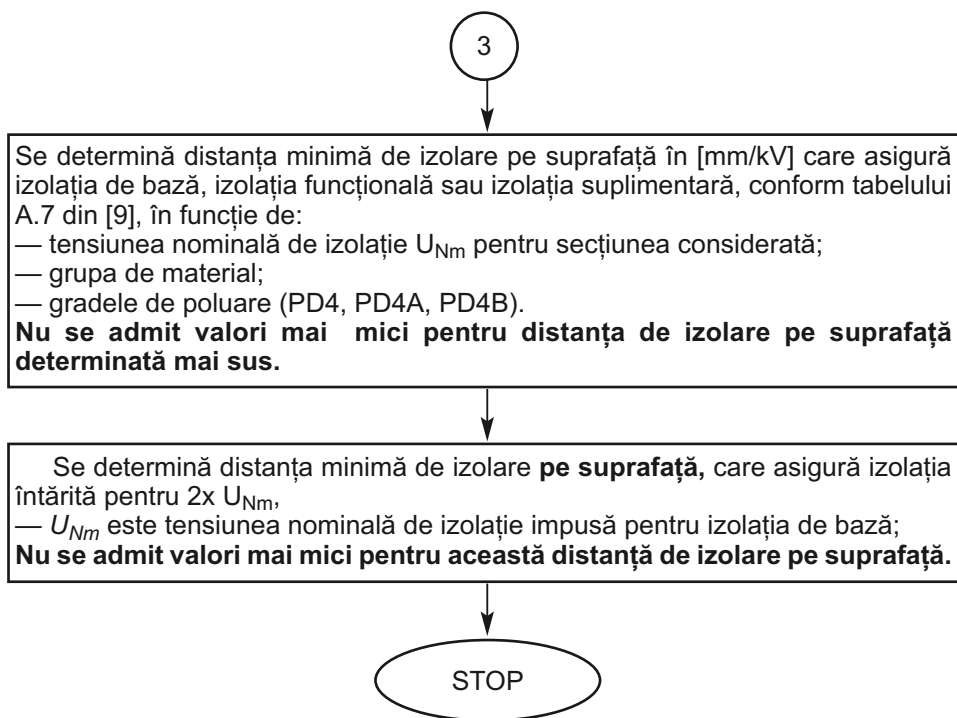 3
Se determină distanța minimă de izolare pe suprafață în [mm/kV] care asigură
izolația de bază, izolația funcțională sau izolația suplimentară, conform tabelului
A.7 din [9], în funcție de:
— tensiunea nominală de izolație UNm pentru secțiunea considerată;
— grupa de material;
— gradele de poluare (PD4, PD4A, PD4B).
Nu se admit valori mai mici pentru distanța de izolare pe suprafață
determinată mai sus.
Se determină distanța minimă de izolare pe suprafață, care asigură izolația
întărită pentru 2x UNm,
— UNm este tensiunea nominală de izolație impusă pentru izolația de bază;
Nu se admit valori mai mici pentru această distanță de izolare pe suprafață.
STOP